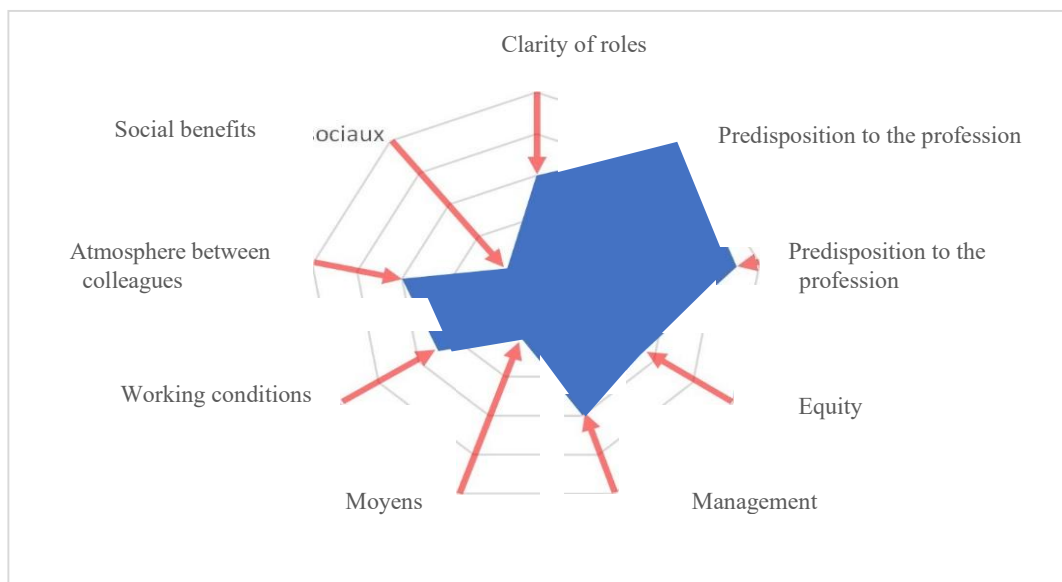 Clarity of roles
Social benefits
ociaux
Predisposition to the profession
Atmosphere between
colleagues
Predisposition to the
profession
Working conditions
Equity
Moyens
Management